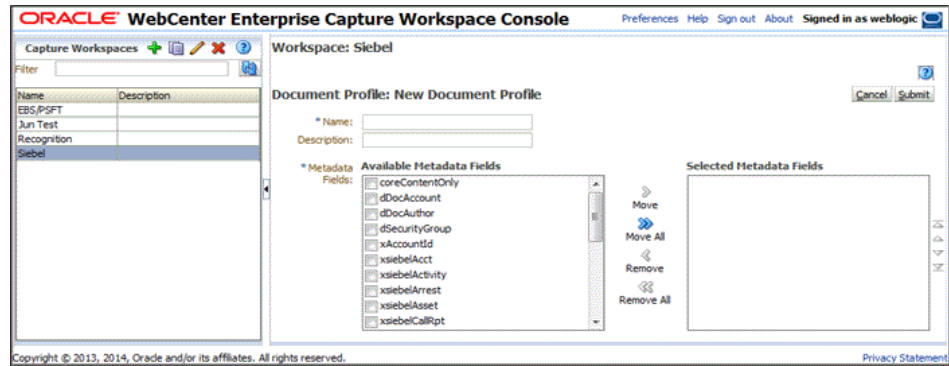 ORACLE® WebCenter Enterprise Capture Workspace Console
Preferences Help Sign out About Signed in as weblogic
Capture Workspaces
Filter
Name Description
EBS/PSFT
Jun Test
Recognition
Siebel
Workspace: Siebel
Document Profile: New Document Profile
Cancel Submit
* Name:
Description:
* Metadata Fields:
Available Metadata Fields
coreContentOnly
dDocAccount
dDocAuthor
dSecurityGroup
xAccountId
xsiebelAcct
xsiebelActivity
xsiebelArrest
xsiebelAsset
xsiebelCallRpt
Move
Move All
Remove
Remove All
Selected Metadata Fields
Copyright © 2013, 2014, Oracle and/or its affiliates. All rights reserved.
Privacy Statement